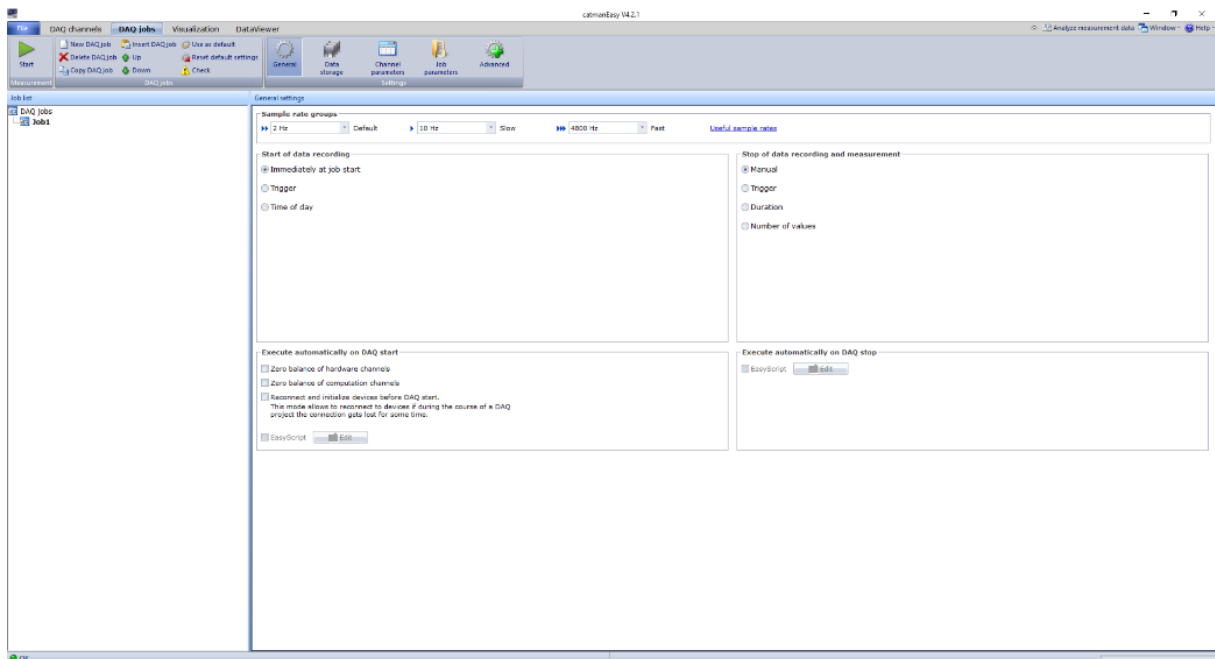 catmanEasy V4.2.1
File DAQ channels DAQ jobs Visualization DataViewer Analyze measurement data Window Help
Start
New DAQ job Insert DAQ job Use as default
Delete DAQ job Up Reset default settings
Copy DAQ job Down Check
General Data storage Channel parameters Job parameters Advanced
Measurement DAQ jobs Settings
Job list General settings
DAQ jobs
Job1
Sample rate groups
2 Hz Default 10 Hz Slow 4800 Hz Fast Useful sample rates
Start of data recording Stop of data recording and measurement
Immediately at job start Manual
Trigger Trigger
Time of day Duration
Number of values
Execute automatically on DAQ start Execute automatically on DAQ stop
Zero balance of hardware channels EasyScript Edit
Zero balance of computation channels
Reconnect and initialize devices before DAQ start.
This mode allows to reconnect to devices if during the course of a DAQ
project the connection gets lost for some time.
EasyScript Edit
OK